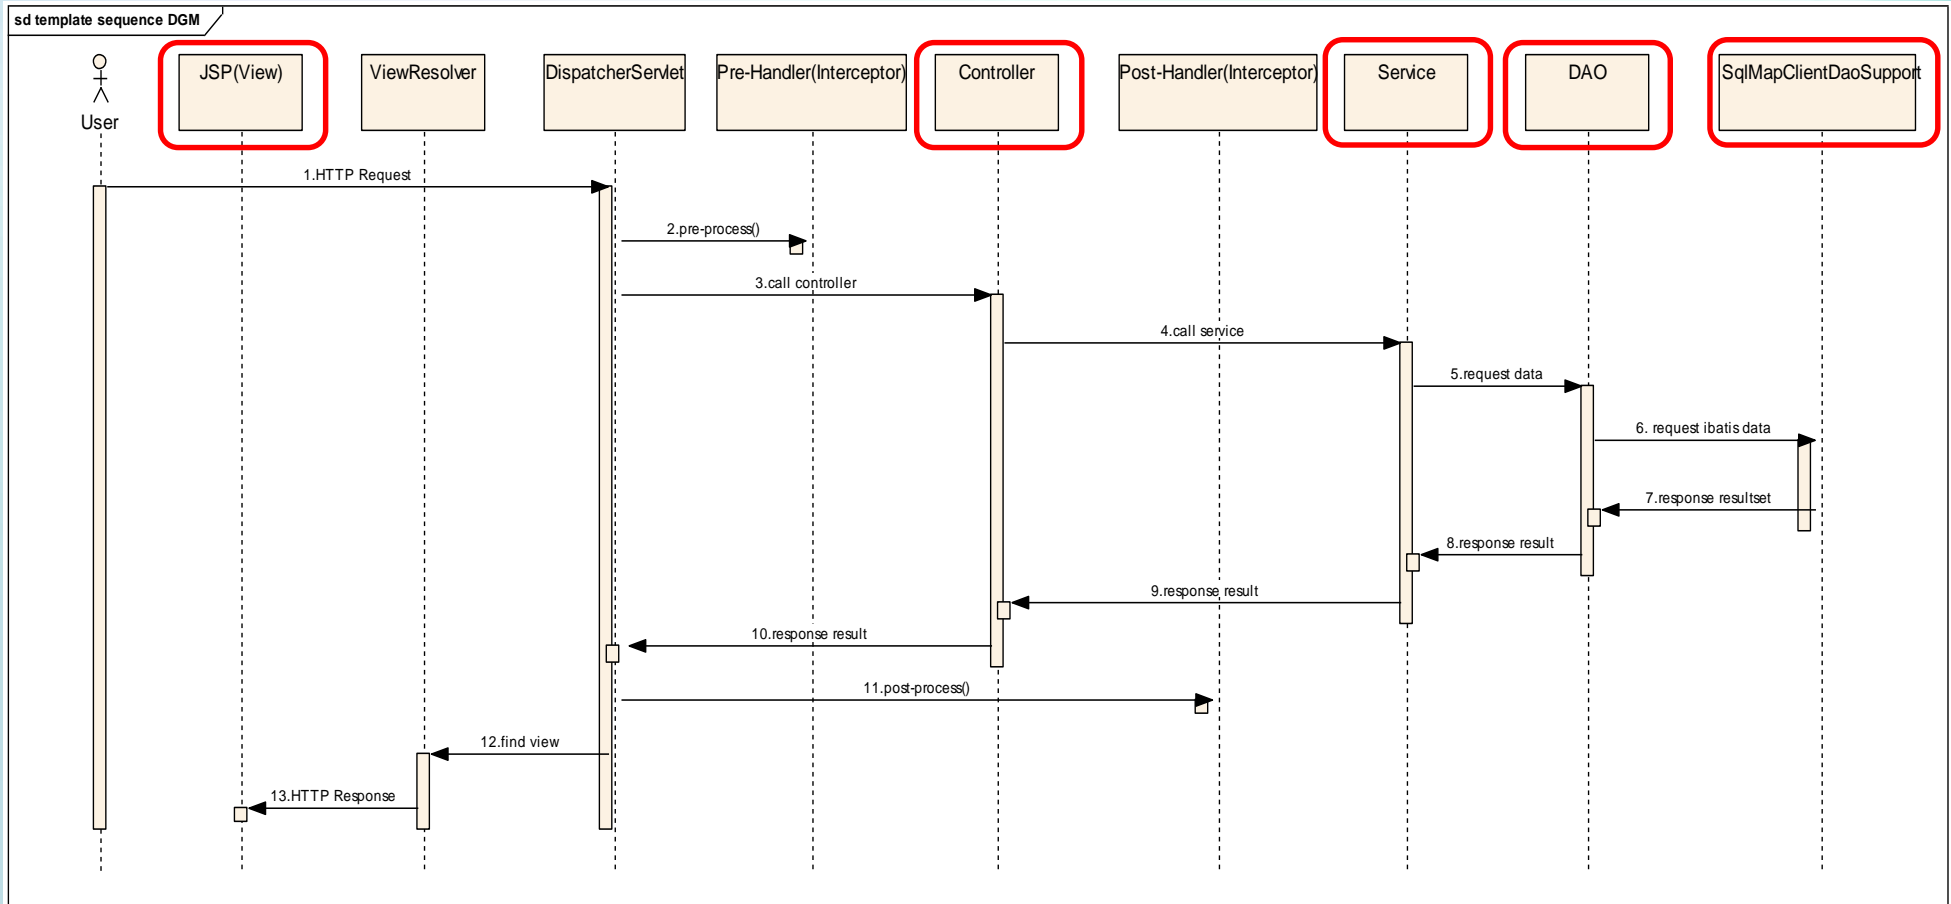 sd template sequence DGM
User
JSP(View)
ViewResolver
DispatcherServlet
Pre-Handler(Interceptor)
Controller
Post-Handler(Interceptor)
Service
DAO
SqlMapClientDaoSupport
1.HTTP Request
2.pre-process()
3.call controller
4.call service
5.request data
6. request ibatis data
7.response resultset
8.response result
9.response result
10.response result
11.post-process()
12.find view
13.HTTP Response